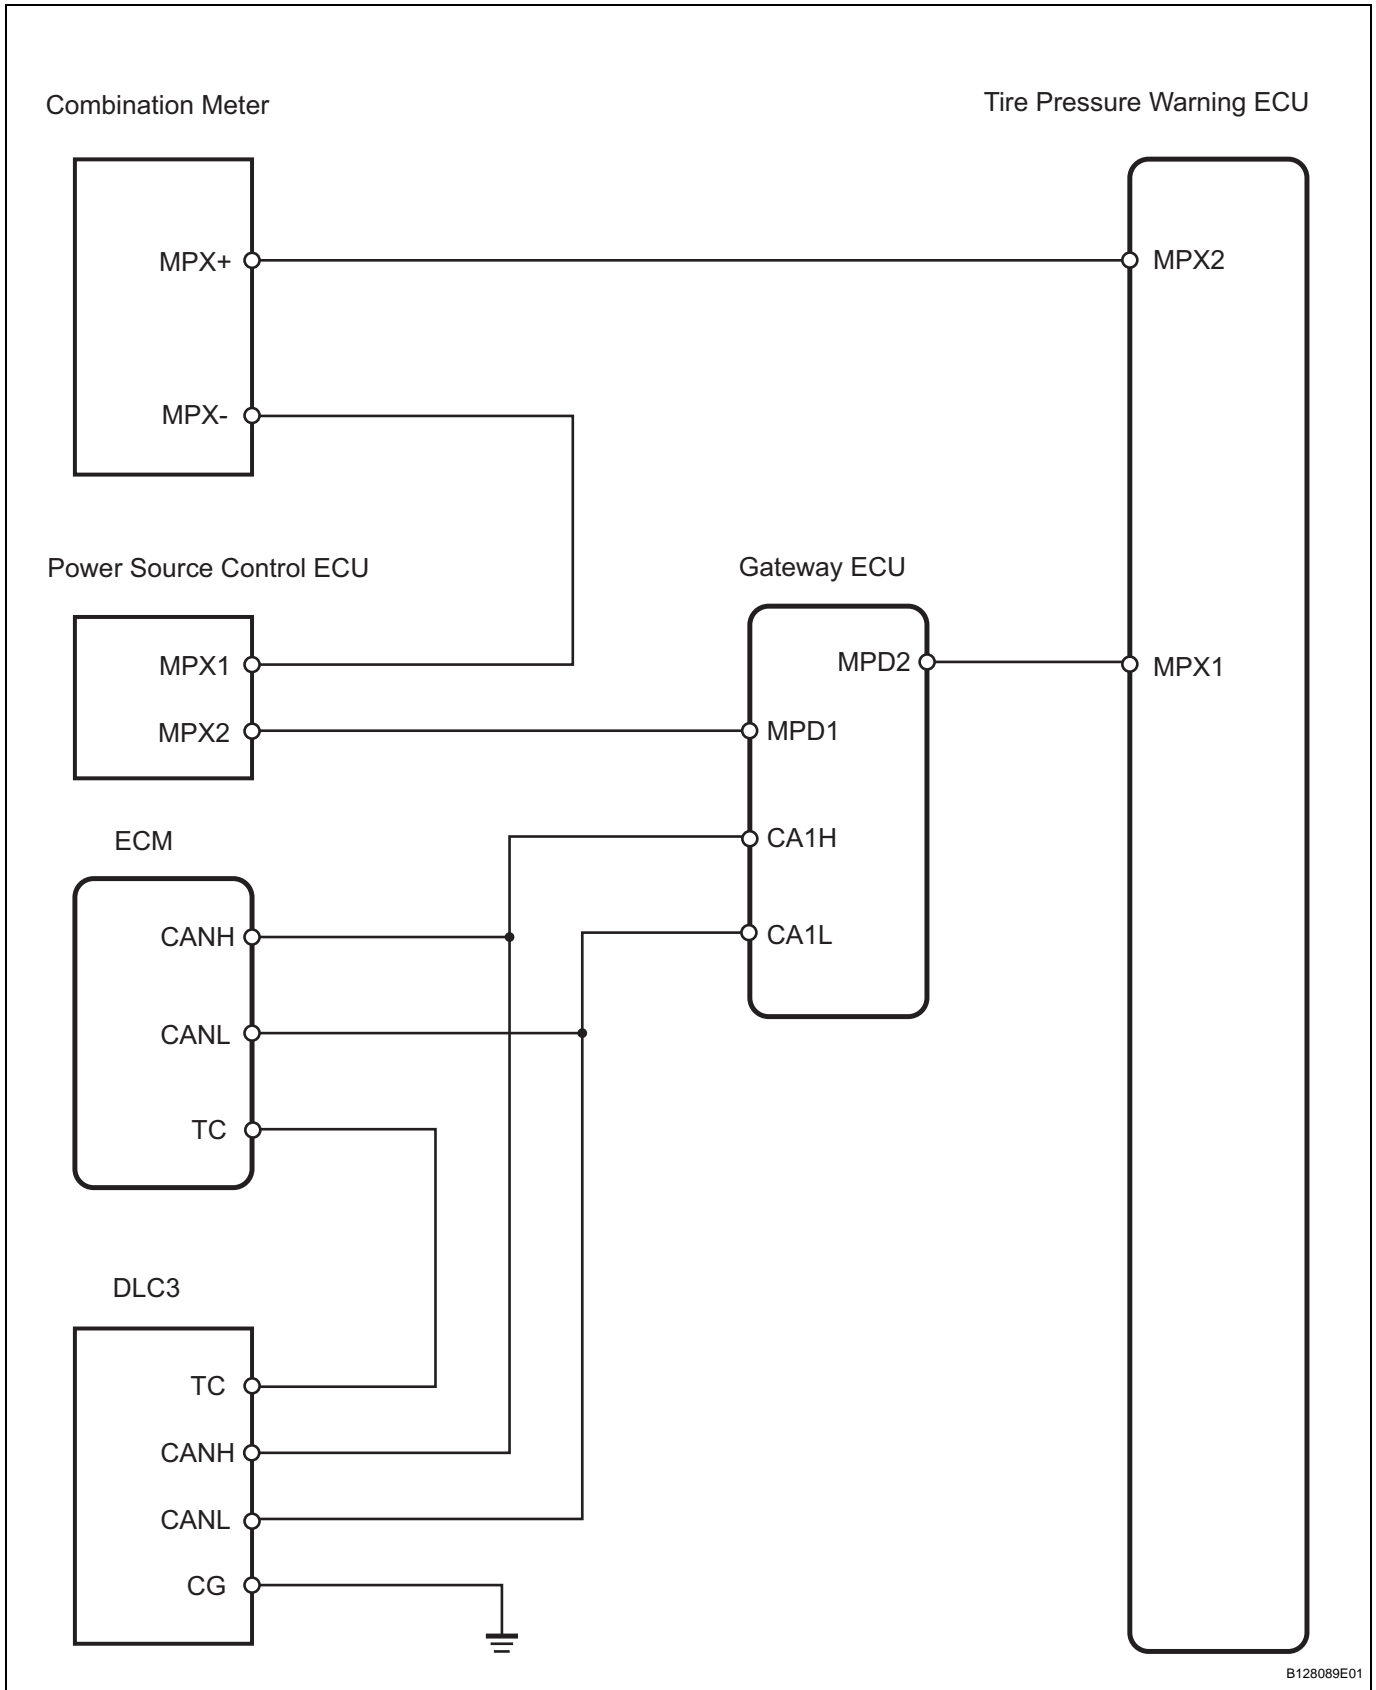 Combination Meter
Tire Pressure Warning ECU
MPX+
MPX2
MPX-
Power Source Control ECU
Gateway ECU
MPX1
MPD2
MPX1
MPX2
MPD1
ECM
CA1H
CANH
CA1L
CANL
TC
DLC3
TC
CANH
CANL
CG
B128089E01